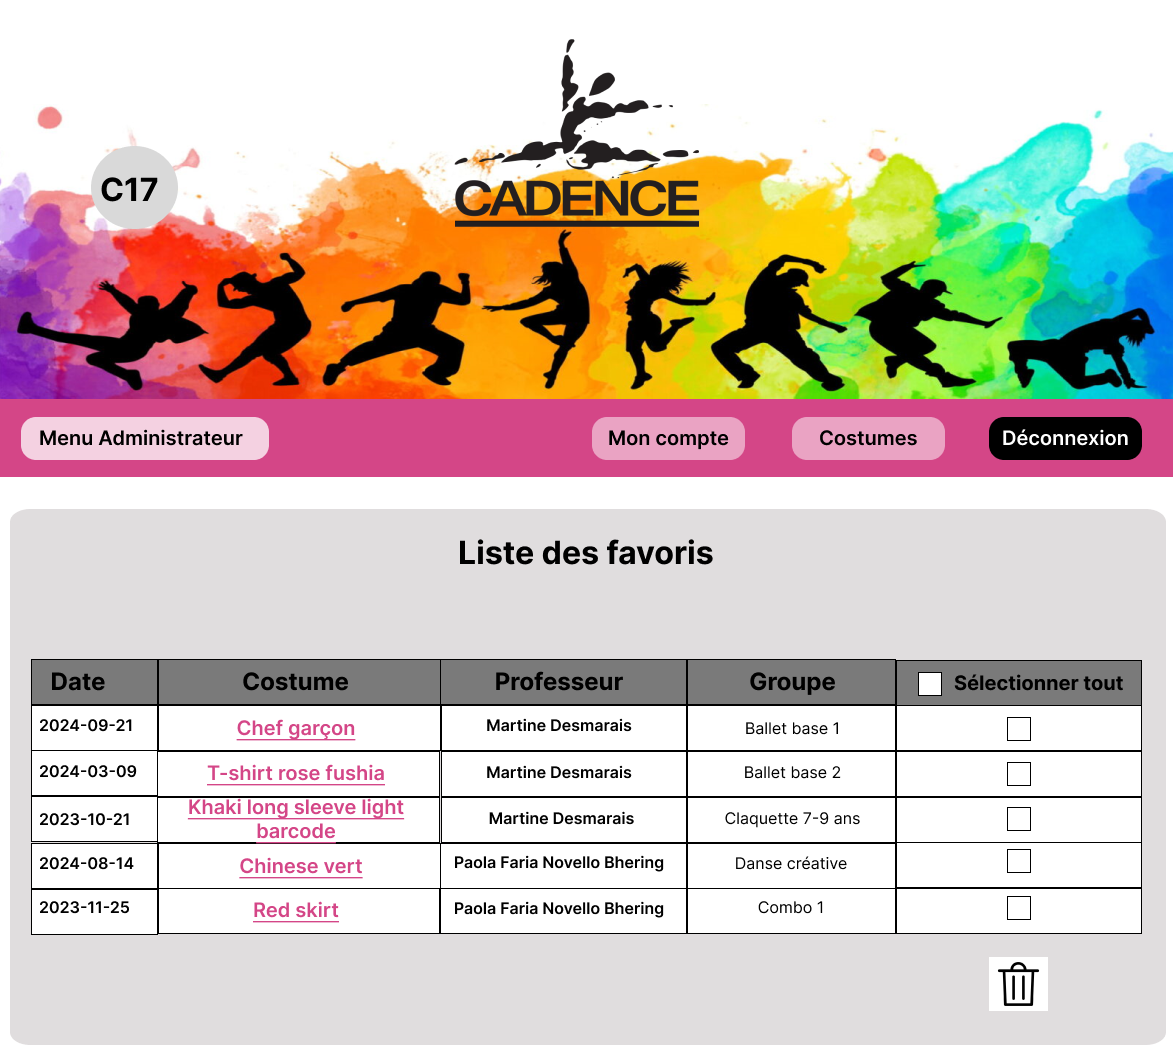 C17
CADENCE
Menu Administrateur
Mon compte
Costumes
Déconnexion
Liste des favoris
Date Costume Professeur Groupe Sélectionner tout
2024-09-21 Chef garçon Martine Desmarais Ballet base 1
2024-03-09 T-shirt rose fushia Martine Desmarais Ballet base 2
2023-10-21 Khaki long sleeve light barcode Martine Desmarais Claquette 7-9 ans
2024-08-14 Chinese vert Paola Faria Novello Bhering Danse créative
2023-11-25 Red skirt Paola Faria Novello Bhering Combo 1